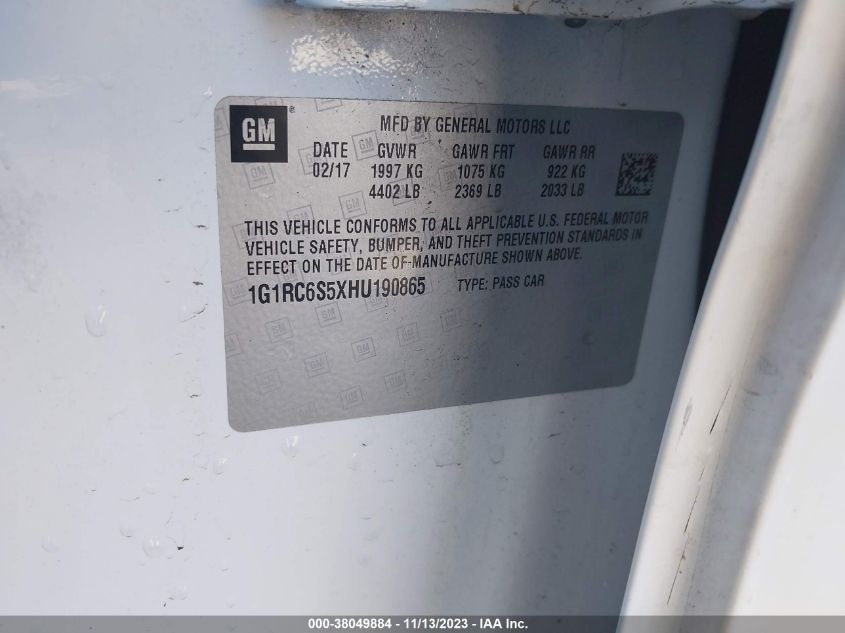 GM ®
MFD BY GENERAL MOTORS LLC
DATE GVWR GAWR FRT GAWR RR
02/17 1997 KG 1075 KG 922 KG
4402 LB 2369 LB 2033 LB
THIS VEHICLE CONFORMS TO ALL APPLICABLE U.S. FEDERAL MOTOR
VEHICLE SAFETY, BUMPER, AND THEFT PREVENTION STANDARDS IN
EFFECT ON THE DATE OF MANUFACTURE SHOWN ABOVE.
1G1RC6S5XHU190865 TYPE: PASS CAR
000-38049884 - 11/13/2023 - IAA Inc.